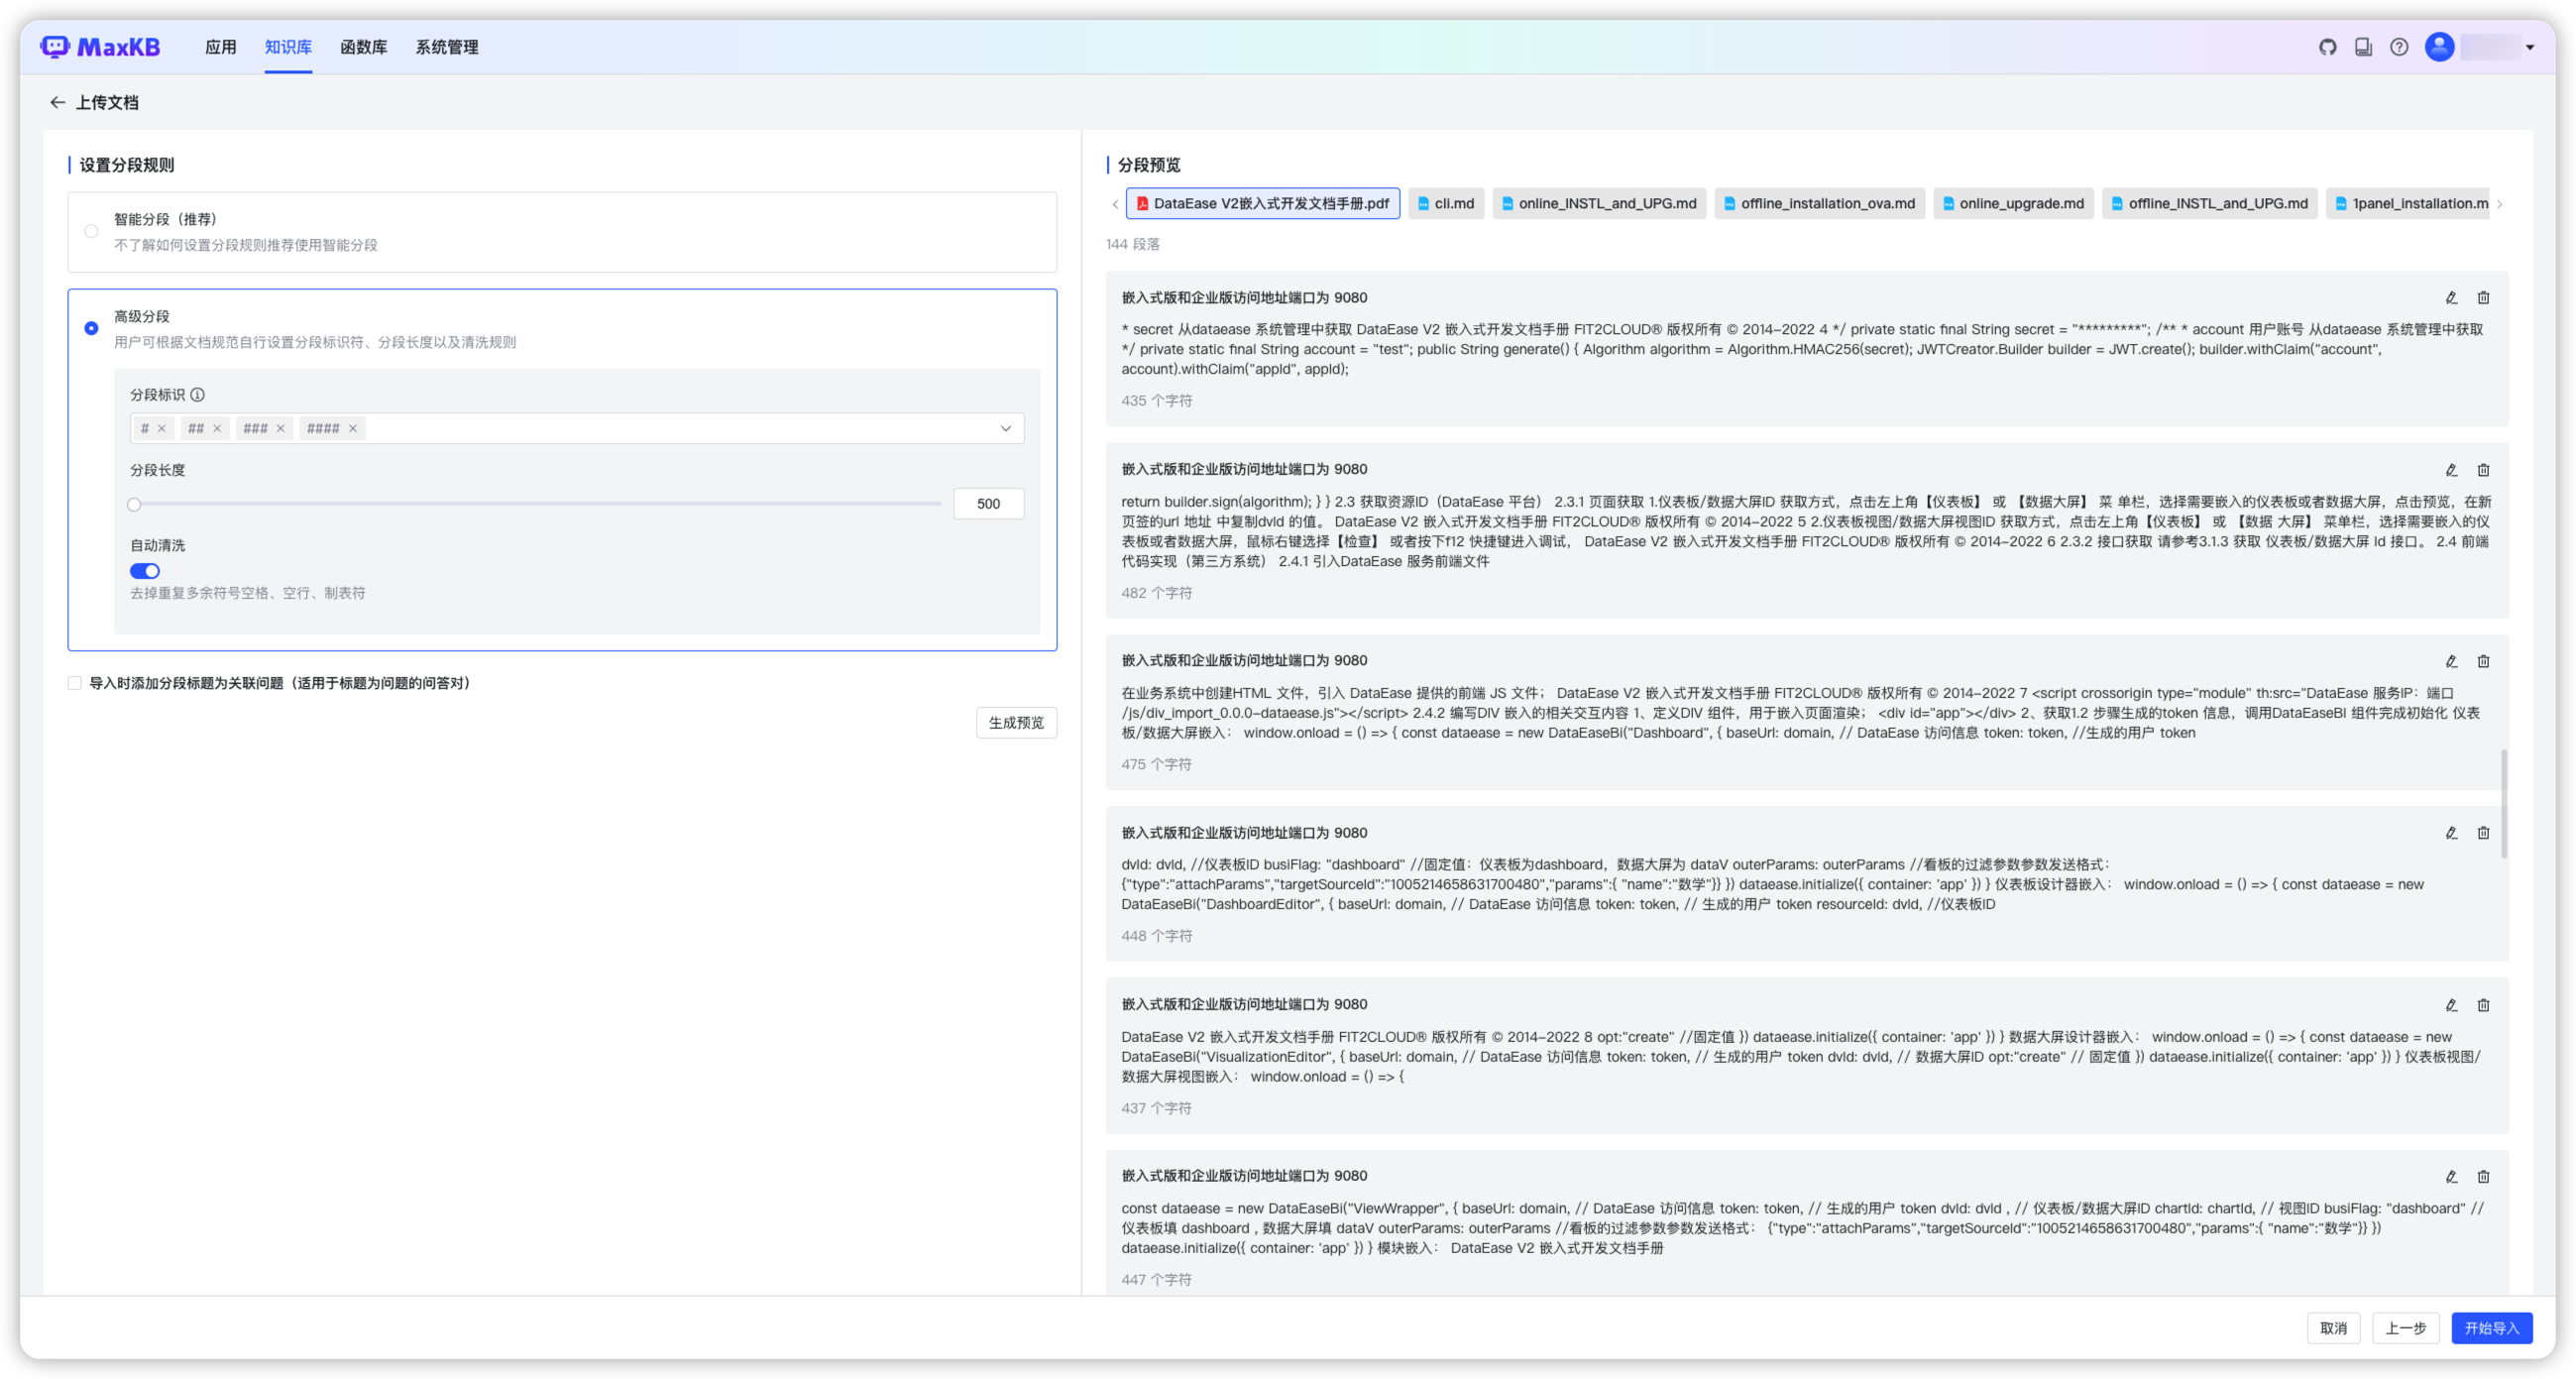 MaxKB
应用 知识库 函数库 系统管理
上传文档
设置分段规则
智能分段（推荐）
不了解如何设置分段规则推荐使用智能分段
高级分段
用户可根据文档规范自行设置分段标识符、分段长度以及清洗规则
分段标识
# × ## × ### × #### ×
分段长度
500
自动清洗
去掉重复多余符号空格、空行、制表符
导入时添加分段标题为关联问题（适用于标题为问题的问答对）
生成预览
分段预览
DataEase V2嵌入式开发文档手册.pdf cli.md online_INSTL_and_UPG.md offline_installation_ova.md online_upgrade.md offline_INSTL_and_UPG.md 1panel_installation.m
144 段落
嵌入式版和企业版访问地址端口为 9080
* secret 从dataease 系统管理中获取 DataEase V2 嵌入式开发文档手册 FIT2CLOUD® 版权所有 © 2014-2022 4 */ private static final String secret = "*********"; /** * account 用户账号 从dataease 系统管理中获取
*/ private static final String account = "test"; public String generate() { Algorithm algorithm = Algorithm.HMAC256(secret); JWTCreator.Builder builder = JWT.create(); builder.withClaim("account",
account).withClaim("appId", appId);
435 个字符
嵌入式版和企业版访问地址端口为 9080
return builder.sign(algorithm); } } 2.3 获取资源ID（DataEase 平台） 2.3.1 页面获取 1.仪表板/数据大屏ID 获取方式，点击左上角【仪表板】 或 【数据大屏】 菜 单栏，选择需要嵌入的仪表板或者数据大屏，点击预览，在新
页签的url 地址 中复制dvId 的值。 DataEase V2 嵌入式开发文档手册 FIT2CLOUD® 版权所有 © 2014-2022 5 2.仪表板视图/数据大屏视图ID 获取方式，点击左上角【仪表板】 或 【数据 大屏】 菜单栏，选择需要嵌入的仪
表板或者数据大屏，鼠标右键选择【检查】 或者按下f12 快捷键进入调试， DataEase V2 嵌入式开发文档手册 FIT2CLOUD® 版权所有 © 2014-2022 6 2.3.2 接口获取 请参考3.1.3 获取 仪表板/数据大屏 Id 接口。 2.4 前端
代码实现（第三方系统） 2.4.1 引入DataEase 服务前端文件
482 个字符
嵌入式版和企业版访问地址端口为 9080
在业务系统中创建HTML 文件，引入 DataEase 提供的前端 JS 文件； DataEase V2 嵌入式开发文档手册 FIT2CLOUD® 版权所有 © 2014-2022 7 <script crossorigin type="module" th:src="DataEase 服务IP：端口
/js/div_import_0.0.0-dataease.js"></script> 2.4.2 编写DIV 嵌入的相关交互内容 1、定义DIV 组件，用于嵌入页面渲染； <div id="app"></div> 2、获取1.2 步骤生成的token 信息，调用DataEaseBI 组件完成初始化 仪表
板/数据大屏嵌入： window.onload = () => { const dataease = new DataEaseBi("Dashboard", { baseUrl: domain, // DataEase 访问信息 token: token, //生成的用户 token
475 个字符
嵌入式版和企业版访问地址端口为 9080
dvId: dvId, //仪表板ID busiFlag: "dashboard" //固定值：仪表板为dashboard，数据大屏为 dataV outerParams: outerParams //看板的过滤参数参数发送格式：
{"type":"attachParams","targetSourceId":"1005214658631700480","params":{ "name":"数学"}} }) dataease.initialize({ container: 'app' }) } 仪表板设计器嵌入： window.onload = () => { const dataease = new
DataEaseBi("DashboardEditor", { baseUrl: domain, // DataEase 访问信息 token: token, // 生成的用户 token resourceId: dvId, //仪表板ID
448 个字符
嵌入式版和企业版访问地址端口为 9080
DataEase V2 嵌入式开发文档手册 FIT2CLOUD® 版权所有 © 2014-2022 8 opt:"create" //固定值 }) dataease.initialize({ container: 'app' }) } 数据大屏设计器嵌入： window.onload = () => { const dataease = new
DataEaseBi("VisualizationEditor", { baseUrl: domain, // DataEase 访问信息 token: token, // 生成的用户 token dvId: dvId, // 数据大屏ID opt:"create" // 固定值 }) dataease.initialize({ container: 'app' }) } 仪表板视图/
数据大屏视图嵌入： window.onload = () => {
437 个字符
嵌入式版和企业版访问地址端口为 9080
const dataease = new DataEaseBi("ViewWrapper", { baseUrl: domain, // DataEase 访问信息 token: token, // 生成的用户 token dvId: dvId , // 仪表板/数据大屏ID chartId: chartId, // 视图ID busiFlag: "dashboard" //
仪表板填 dashboard , 数据大屏填 dataV outerParams: outerParams //看板的过滤参数参数发送格式： {"type":"attachParams","targetSourceId":"1005214658631700480","params":{ "name":"数学"}} })
dataease.initialize({ container: 'app' }) } 模块嵌入： DataEase V2 嵌入式开发文档手册
447 个字符
取消 上一步 开始导入